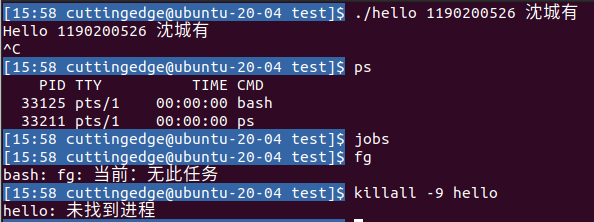 [15:58 cuttingedge@ubuntu-20-04 test]$ ./hello 1190200526 沈城有
Hello 1190200526 沈城有
^C
[15:58 cuttingedge@ubuntu-20-04 test]$ ps
PID TTY TIME CMD
33125 pts/1 00:00:00 bash
33211 pts/1 00:00:00 ps
[15:58 cuttingedge@ubuntu-20-04 test]$ jobs
[15:58 cuttingedge@ubuntu-20-04 test]$ fg
bash: fg: 当前：无此任务
[15:58 cuttingedge@ubuntu-20-04 test]$ killall -9 hello
hello: 未找到进程